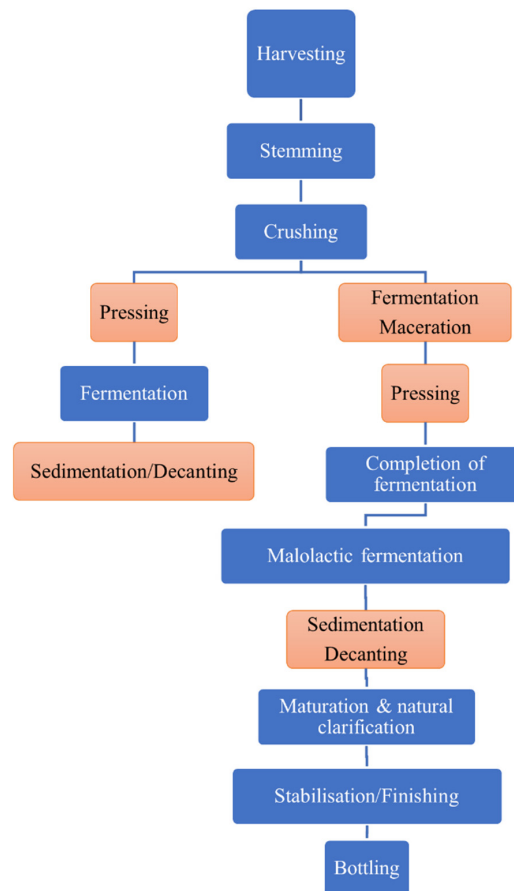 Harvesting
Stemming
Crushing
Pressing
Fermentation
Maceration
Fermentation
Pressing
Sedimentation/Decanting
Completion of
fermentation
Malolactic fermentation
Sedimentation
Decanting
Maturation & natural
clarification
Stabilisation/Finishing
Bottling